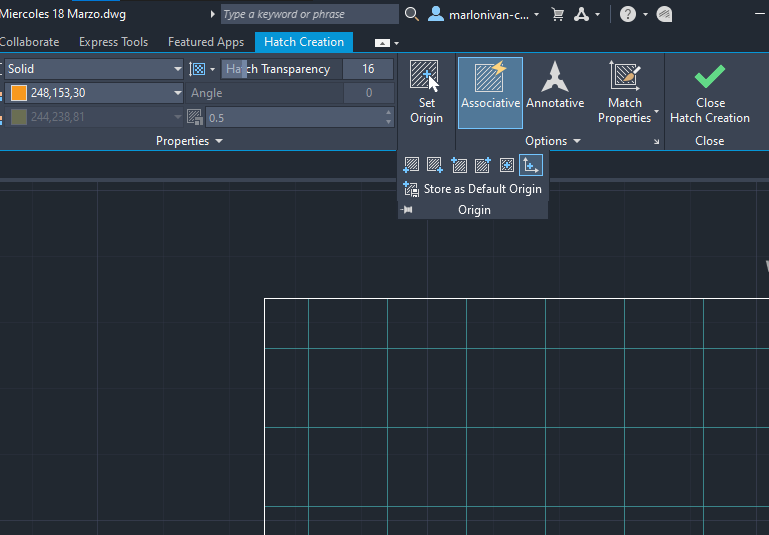 Miercoles 18 Marzo.dwg
Type a keyword or phrase
marlonivan-c...
Collaborate
Express Tools
Featured Apps
Hatch Creation
Solid
Hatch Transparency
16
248,153,30
Angle
0
244,238,81
0.5
Properties
Set
Origin
Associative
Annotative
Match
Properties
Close
Hatch Creation
Options
Close
Store as Default Origin
Origin